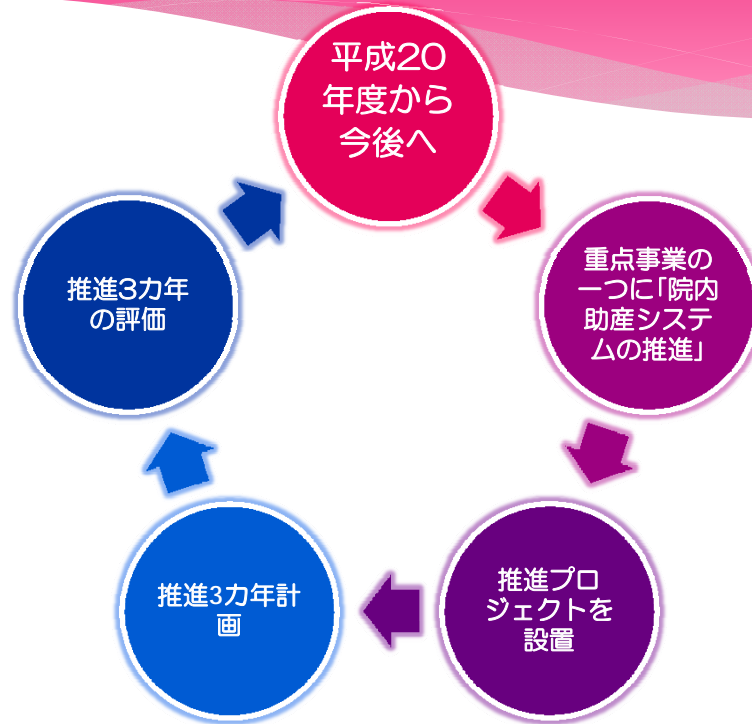 平成20
年度から
今後へ
重点事業の
一つに「院内
助産システ
ムの推進」
推進プロ
ジェクトを
設置
推進3カ年計
画
推進3カ年
の評価